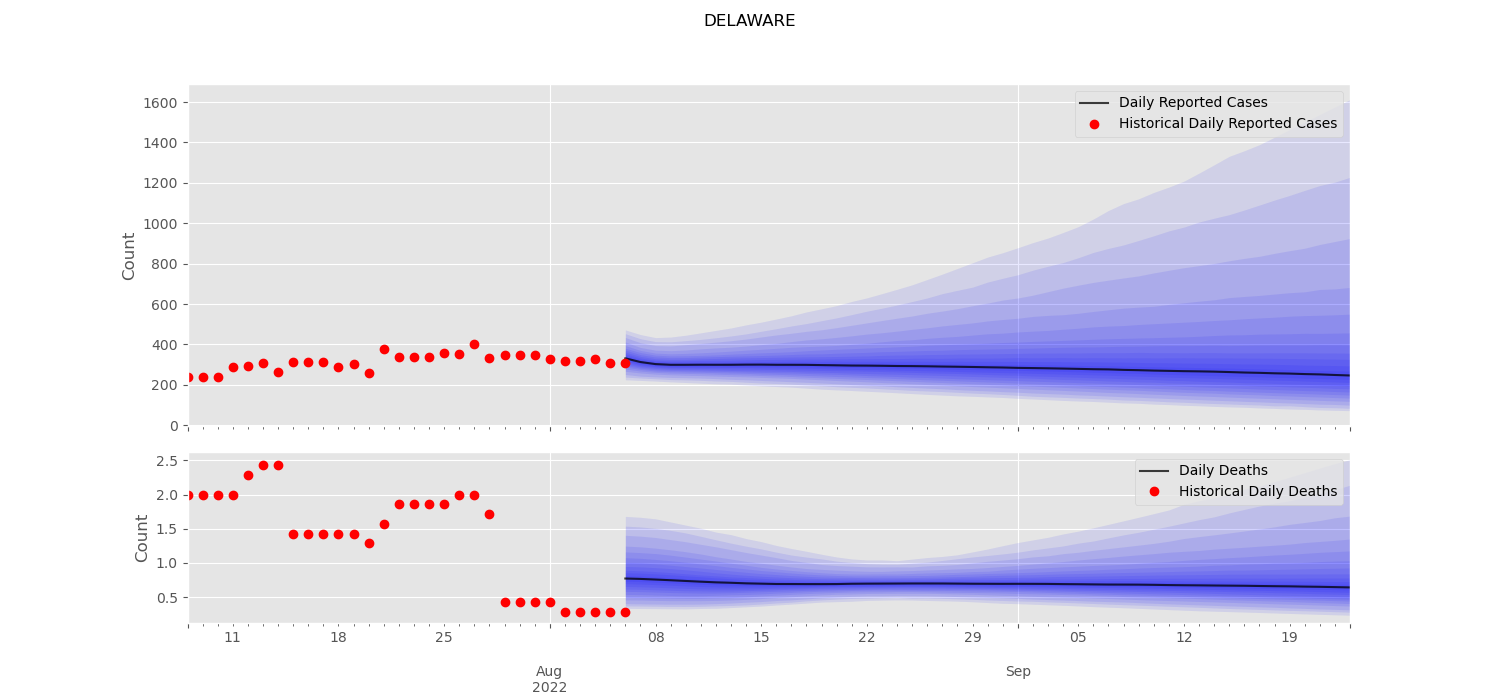 DELAWARE
1600
1400
1200
1000
800
600
400
200
0
Count
Daily Reported Cases
Historical Daily Reported Cases
2.5
2.0
1.5
1.0
0.5
Count
Daily Deaths
Historical Daily Deaths
11 18 25 08 15 22 29 05 12 19
Aug Sep
2022